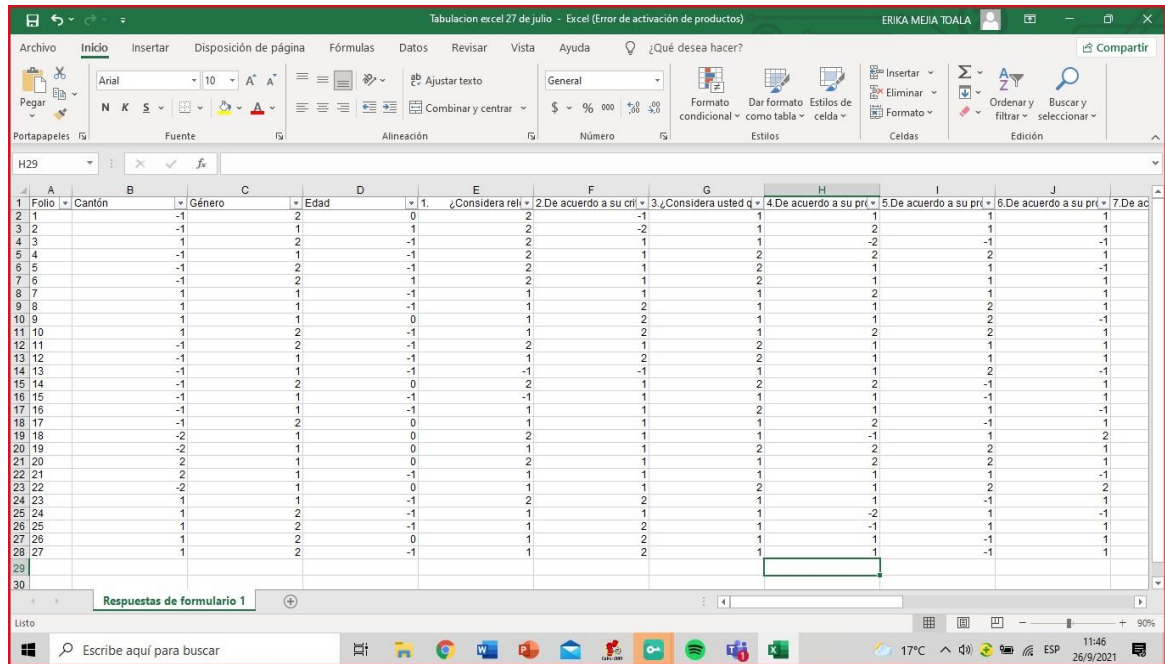 Tabulacion excel 27 de julio - Excel (Error de activación de productos) ERIKA MEJIA TOALA
Archivo Inicio Insertar Disposición de página Fórmulas Datos Revisar Vista Ayuda ¿Qué desea hacer? Compartir
Pegar Arial 10 Ajustar texto General Formato condicional Dar formato como tabla Estilos de celda Insertar Ordenar y filtrar Buscar y seleccionar
N K S Combinar y centrar $ % 000 Eliminar
Formato
Portapapeles Fuente Alineación Número Estilos Celdas Edición
H29 fx
A B C D E F G H I J
1 Folio Cantón Género Edad 1. ¿Considera rel 2.De acuerdo a su cri 3.¿Considera usted q 4.De acuerdo a su pr 5.De acuerdo a su pr 6.De acuerdo a su pr 7.De ac
2 1 -1 2 0 2 -1 1 1 1 1
3 2 -1 1 1 2 -2 1 2 1 1
4 3 1 2 -1 2 1 1 -2 -1 -1
5 4 -1 1 -1 2 1 2 2 2 1
6 5 -1 2 -1 2 1 2 1 1 -1
7 6 -1 2 1 2 1 2 1 1 1
8 7 1 1 -1 1 1 1 2 1 1
9 8 1 1 -1 1 2 1 1 2 1
10 9 1 1 0 1 2 1 1 2 -1
11 10 1 2 -1 1 2 1 2 2 1
12 11 -1 2 -1 2 1 2 1 1 1
13 12 -1 1 -1 1 2 2 1 1 1
14 13 -1 1 -1 -1 -1 1 1 2 -1
15 14 -1 2 0 2 1 2 2 -1 1
16 15 -1 1 -1 -1 1 1 1 -1 1
17 16 -1 1 -1 1 1 2 1 1 -1
18 17 -1 2 0 1 1 1 2 -1 1
19 18 -2 1 0 2 1 1 -1 1 2
20 19 -2 1 0 1 1 2 2 2 1
21 20 2 1 0 2 1 1 2 2 1
22 21 2 1 -1 1 1 1 1 1 -1
23 22 -2 1 0 1 1 2 1 2 2
24 23 1 1 -1 2 2 1 1 -1 1
25 24 1 2 -1 1 1 1 -2 1 -1
26 25 1 2 -1 1 2 1 -1 1 1
27 26 1 2 0 1 2 1 1 -1 1
28 27 1 2 -1 1 2 1 1 -1 1
29
30
Respuestas de formulario 1
Listo 90%
Escribe aquí para buscar 17°C ESP 11:46
26/9/2021